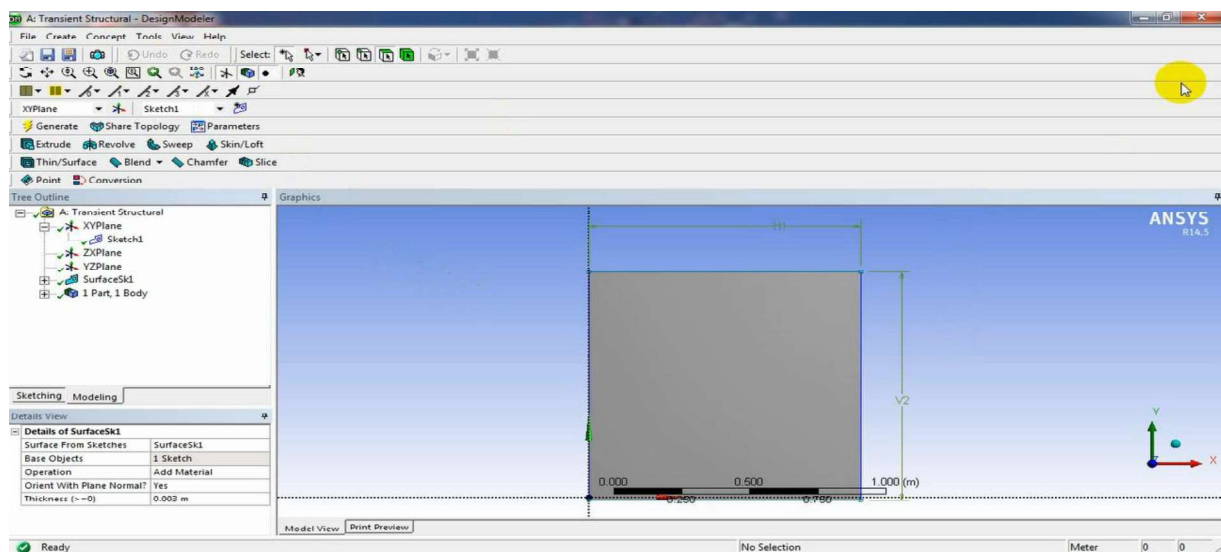 A: Transient Structural - DesignModeler
File Create Concept Tools View Help
Undo Redo Select:
XYPlane Sketch1
Generate Share Topology Parameters
Extrude Revolve Sweep Skin/Loft
Thin/Surface Blend Chamfer Slice
Point Conversion
Tree Outline Graphics
A: Transient Structural
XYPlane
Sketch1
ZXPlane
YZPlane
SurfaceSk1
1 Part, 1 Body
ANSYS
R14.5
H1
V2
0.000 0.500 1.000 (m)
0.250 0.750
Y
Z X
Sketching Modeling
Details View
Details of SurfaceSk1
Surface From Sketches SurfaceSk1
Base Objects 1 Sketch
Operation Add Material
Orient With Plane Normal? Yes
Thickness (>=0) 0.003 m
Model View Print Preview
Ready No Selection Meter 0 0